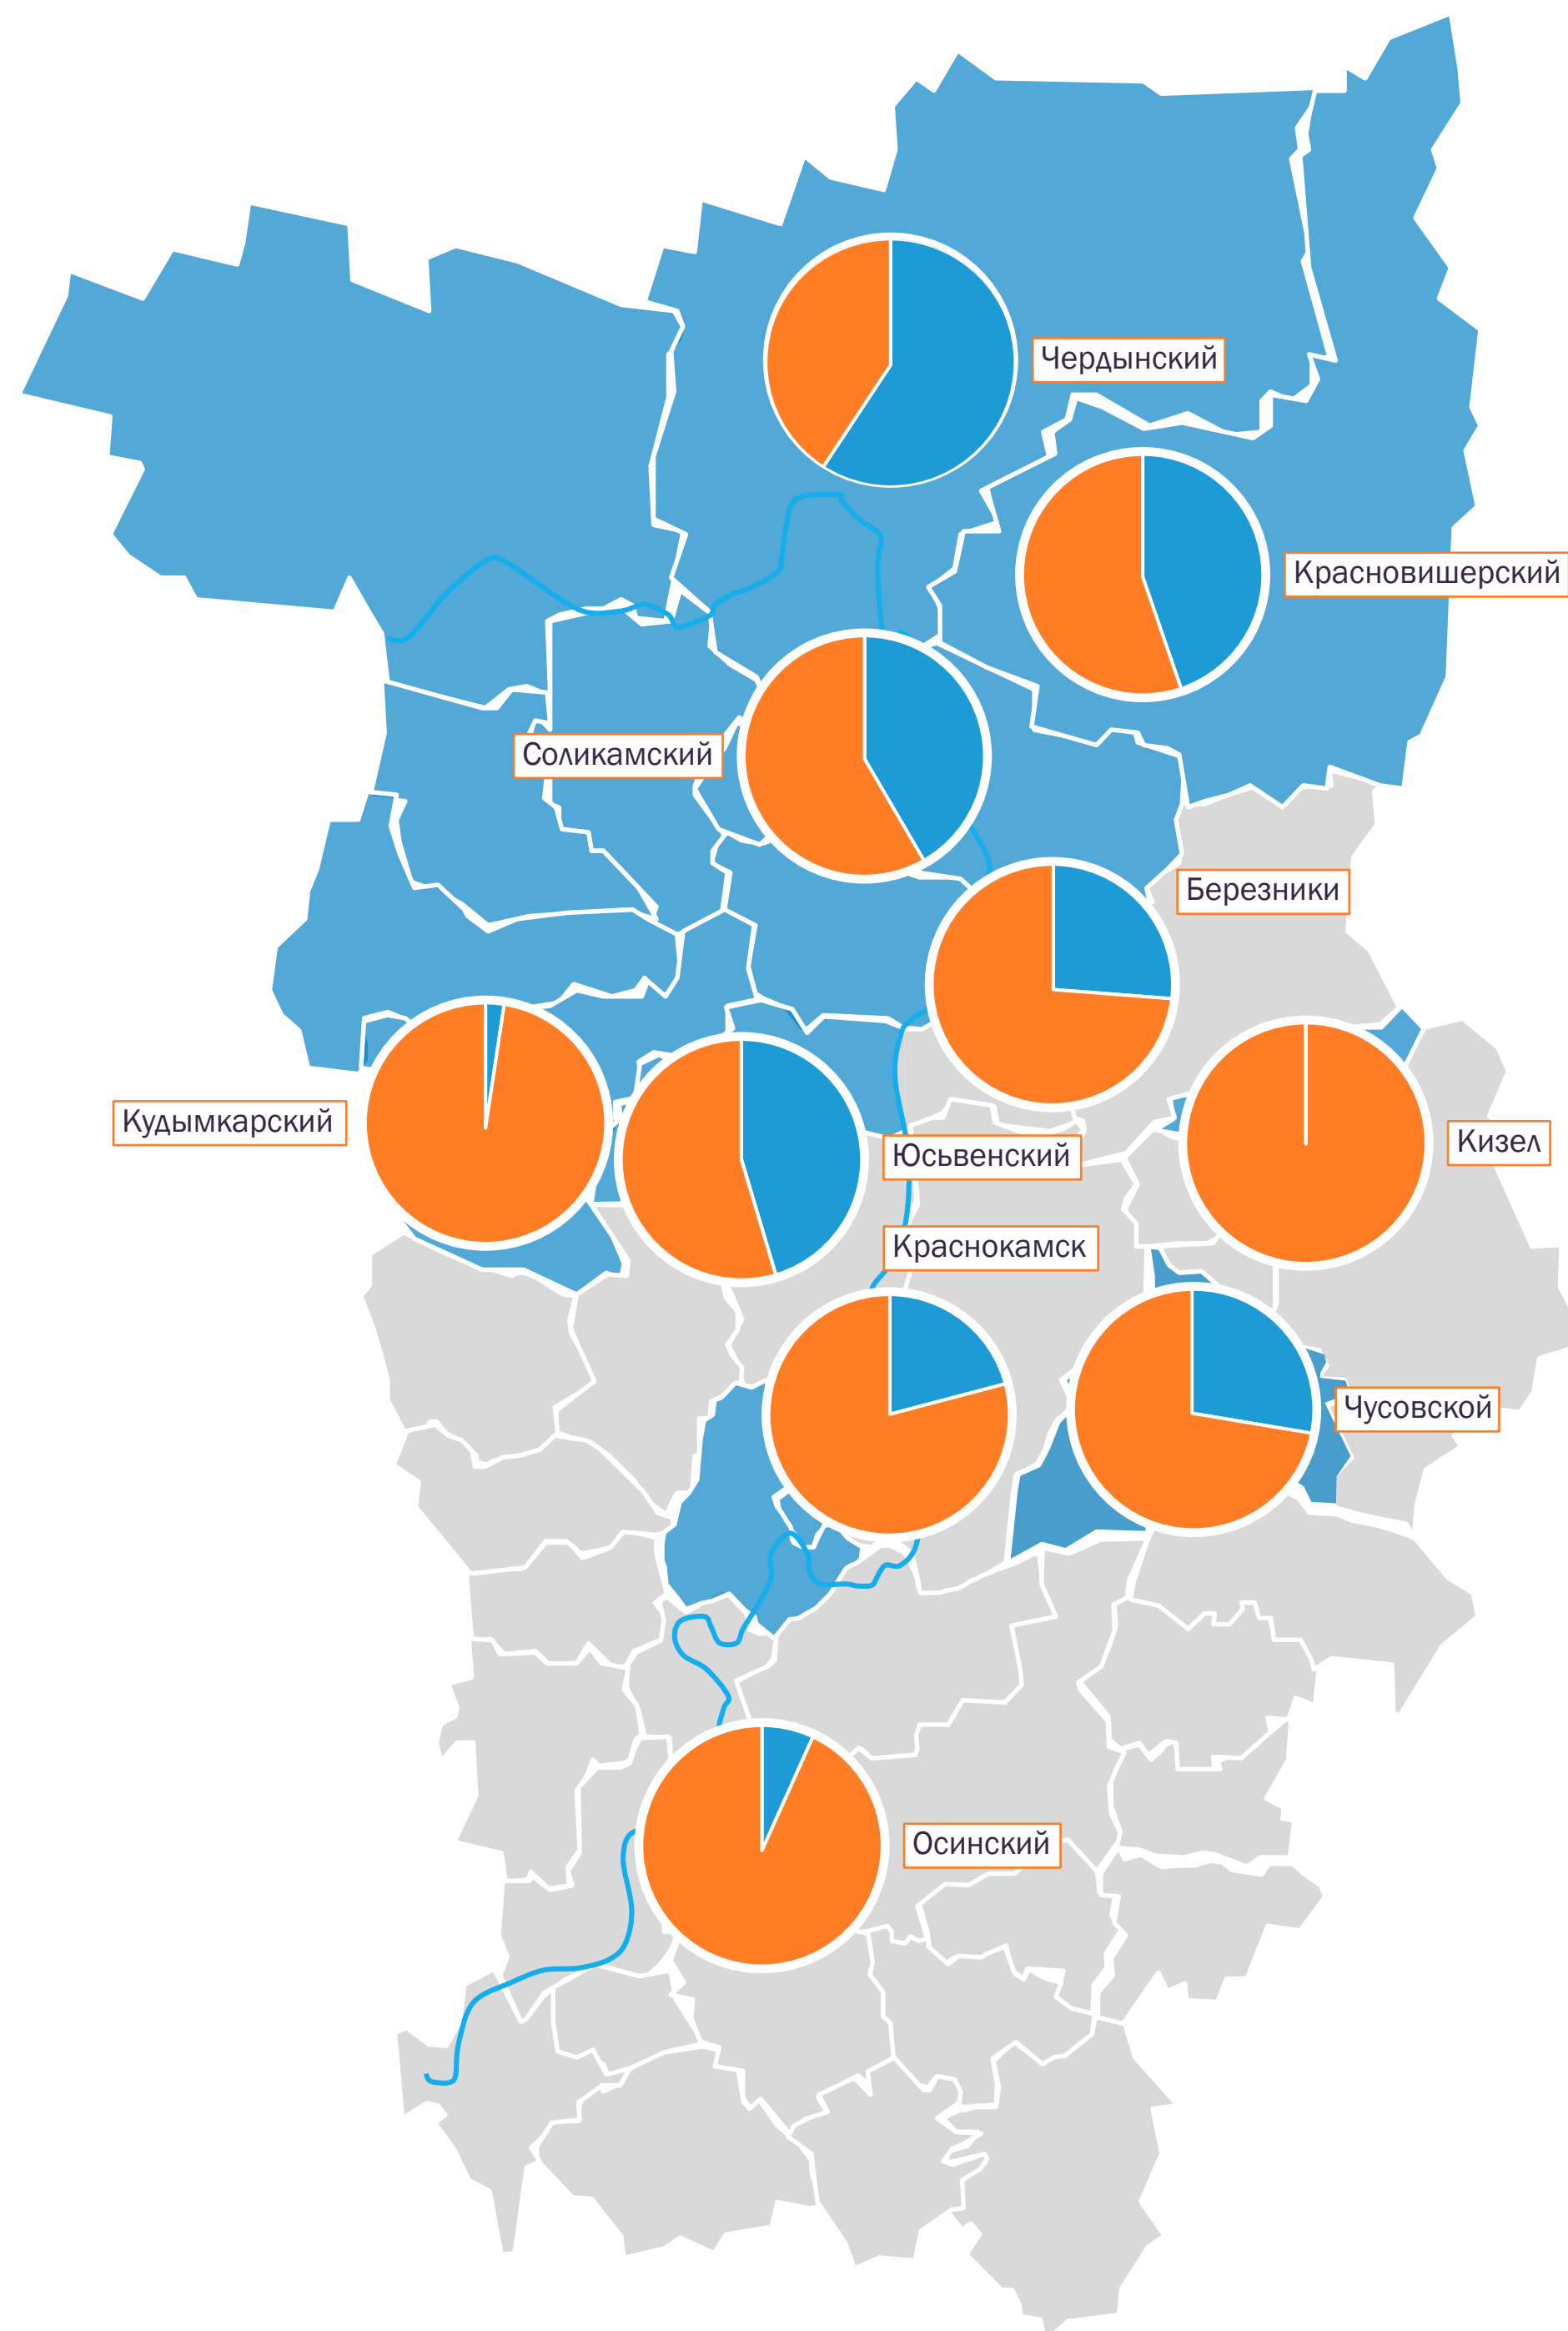 Чердынский
Красновишерский
Соликамский
Березники
Кудымкарский
Кизел
Юсьвенский
Краснокамск
Чусовской
Осинский